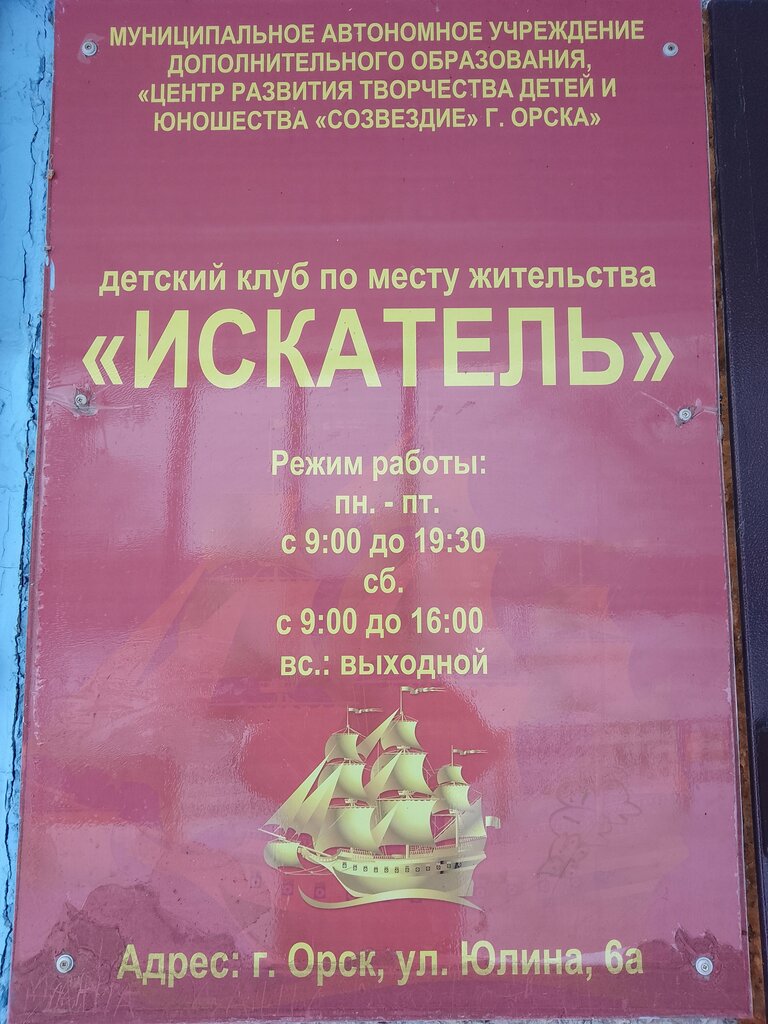 МУНИЦИПАЛЬНОЕ АВТОНОМНОЕ УЧРЕЖДЕНИЕ
ДОПОЛНИТЕЛЬНОГО ОБРАЗОВАНИЯ,
«ЦЕНТР РАЗВИТИЯ ТВОРЧЕСТВА ДЕТЕЙ И
ЮНОШЕСТВА «СОЗВЕЗДИЕ» Г. ОРСКА»
детский клуб по месту жительства
«ИСКАТЕЛЬ»
Режим работы:
пн. - пт.
с 9:00 до 19:30
сб.
с 9:00 до 16:00
вс.: выходной
Адрес: г. Орск, ул. Юлина, 6а